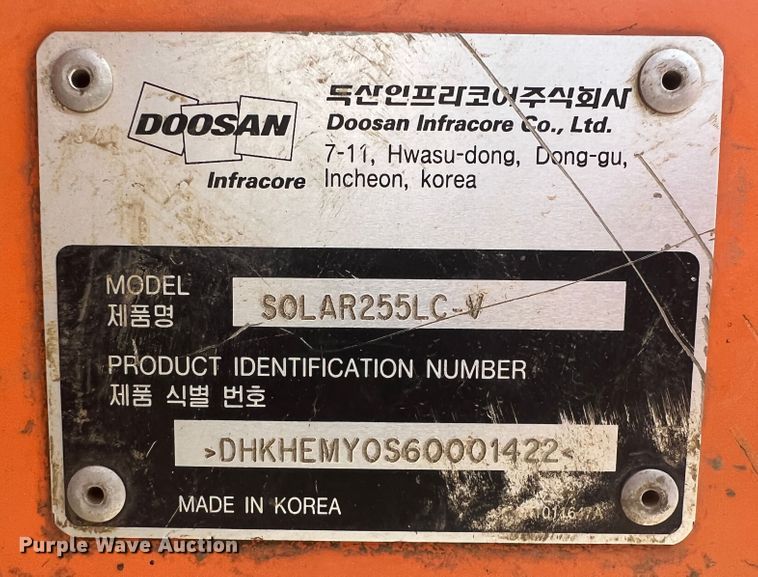 DOOSAN
Infracore
두산인프라코어주식회사
Doosan Infracore Co., Ltd.
7-11, Hwasu-dong, Dong-gu,
Incheon, korea
MODEL
제품명
SOLAR255LC-V
PRODUCT IDENTIFICATION NUMBER
제품 식별 번호
>DHKHEMY0S60001422<
MADE IN KOREA
Purple Wave Auction